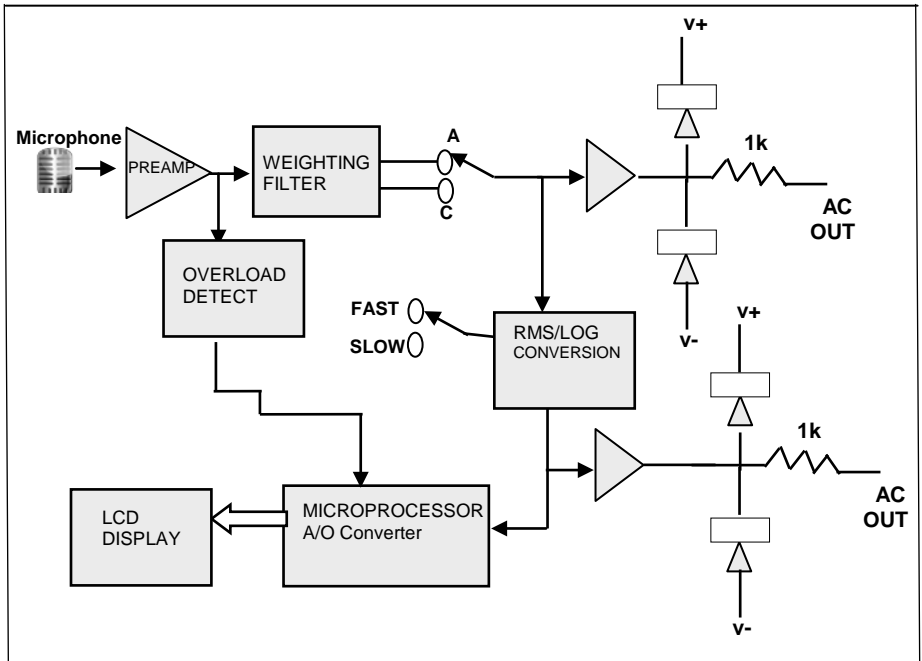 v+
Microphone
PREAMP
WEIGHTING
FILTER
A
C
1k
AC
OUT
OVERLOAD
DETECT
FAST
SLOW
RMS/LOG
CONVERSION
v-
v+
1k
AC
OUT
LCD
DISPLAY
MICROPROCESSOR
A/O Converter
v-